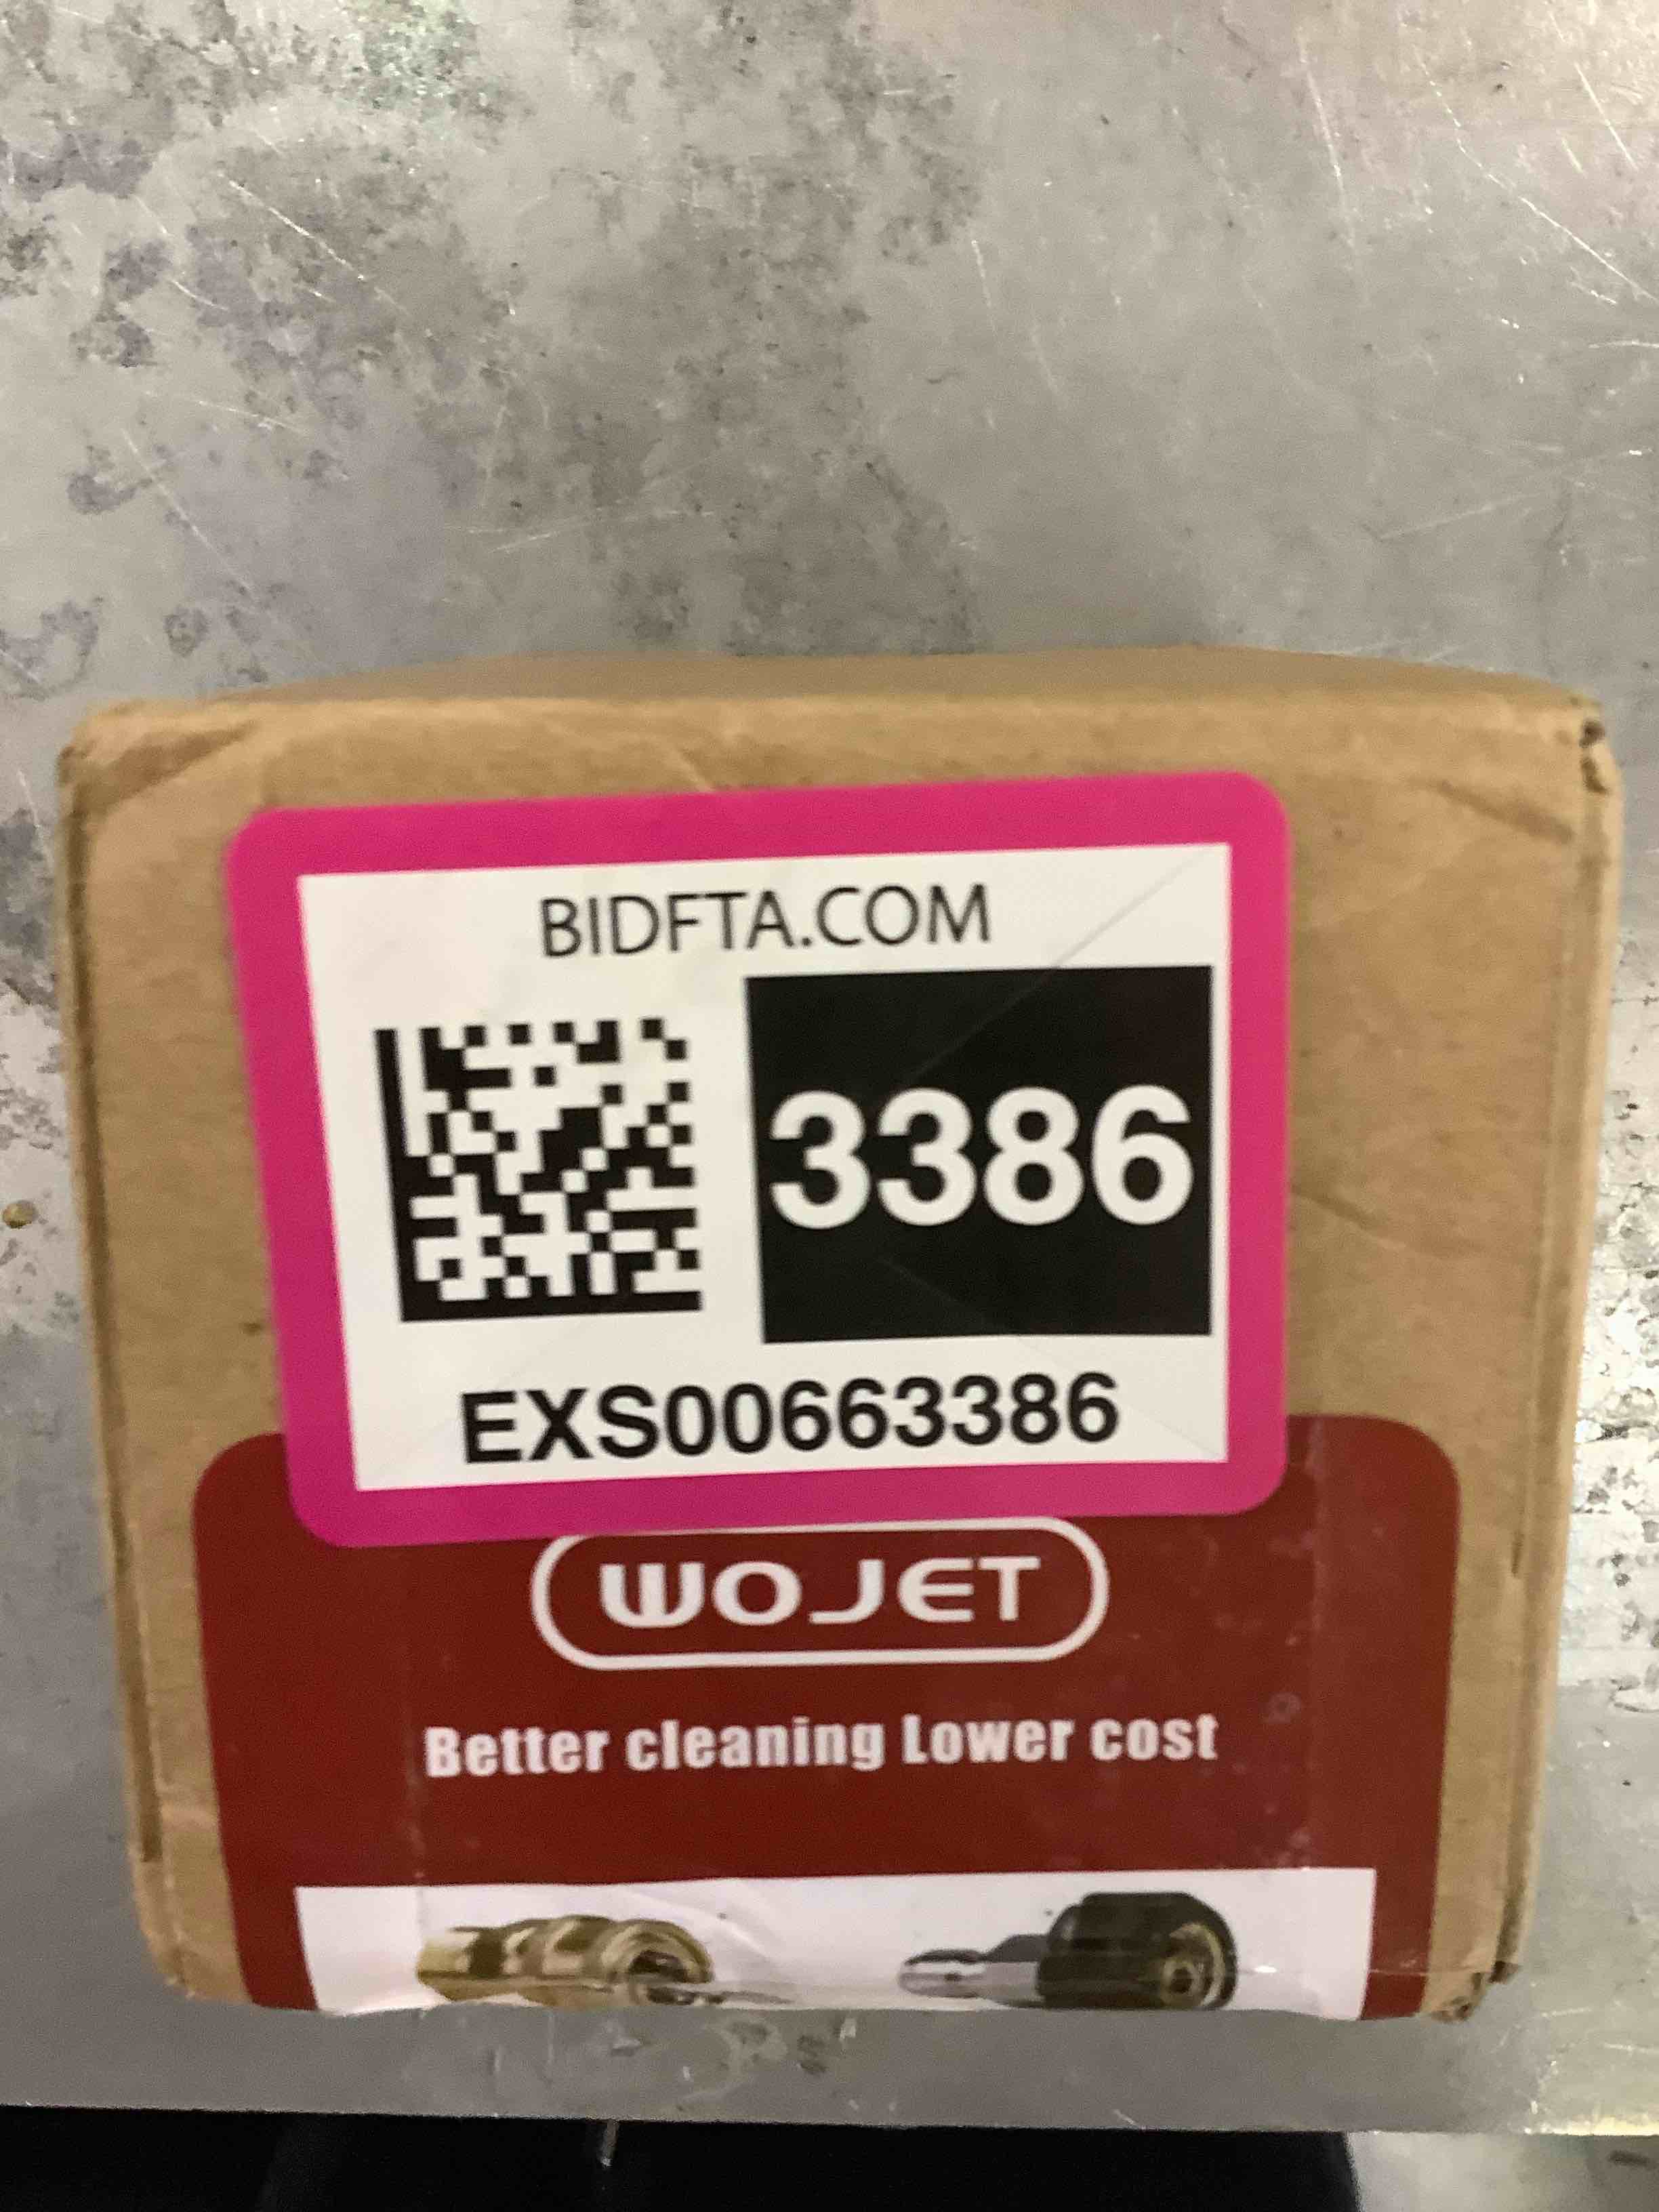 BIDFTA.COM
3386
EXS00663386
WOJET
Better cleaning Lower cost